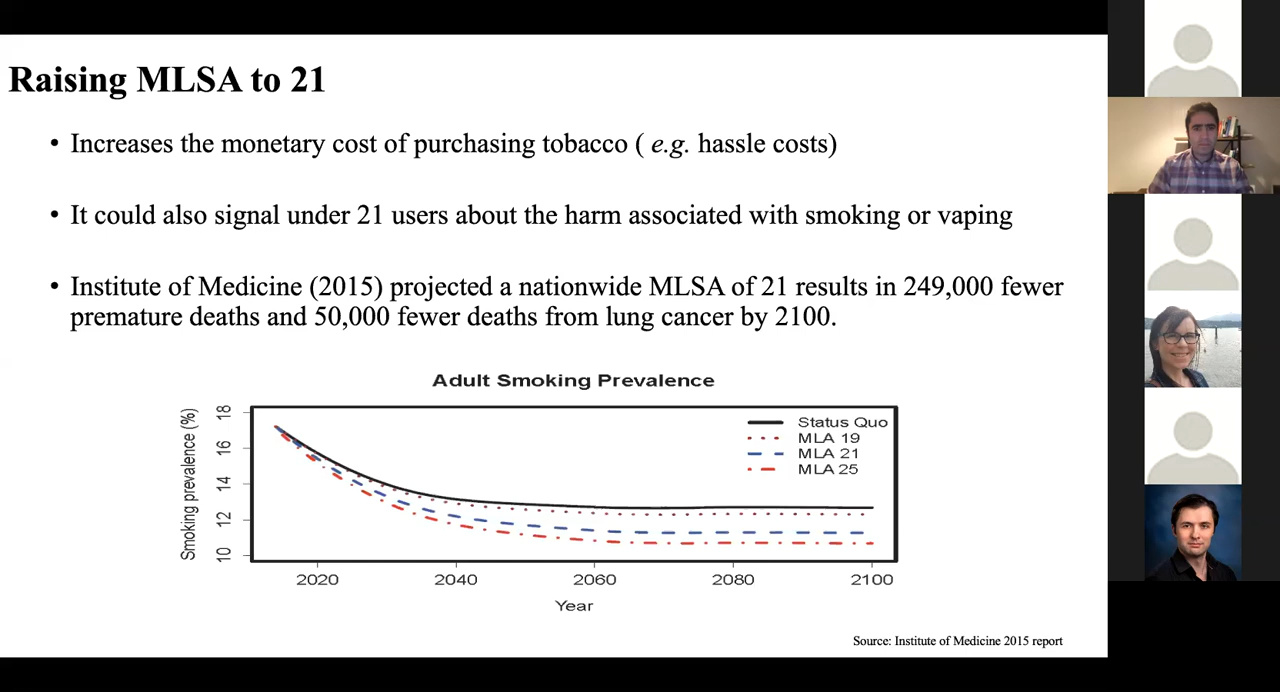 Raising MLSA to 21
• Increases the monetary cost of purchasing tobacco ( e.g. hassle costs)
• It could also signal under 21 users about the harm associated with smoking or vaping
• Institute of Medicine (2015) projected a nationwide MLSA of 21 results in 249,000 fewer
premature deaths and 50,000 fewer deaths from lung cancer by 2100.
Adult Smoking Prevalence
Smoking prevalence (%)
18
16
14
12
10
Status Quo
MLA 19
MLA 21
MLA 25
2020 2040 2060 2080 2100
Year
Source: Institute of Medicine 2015 report